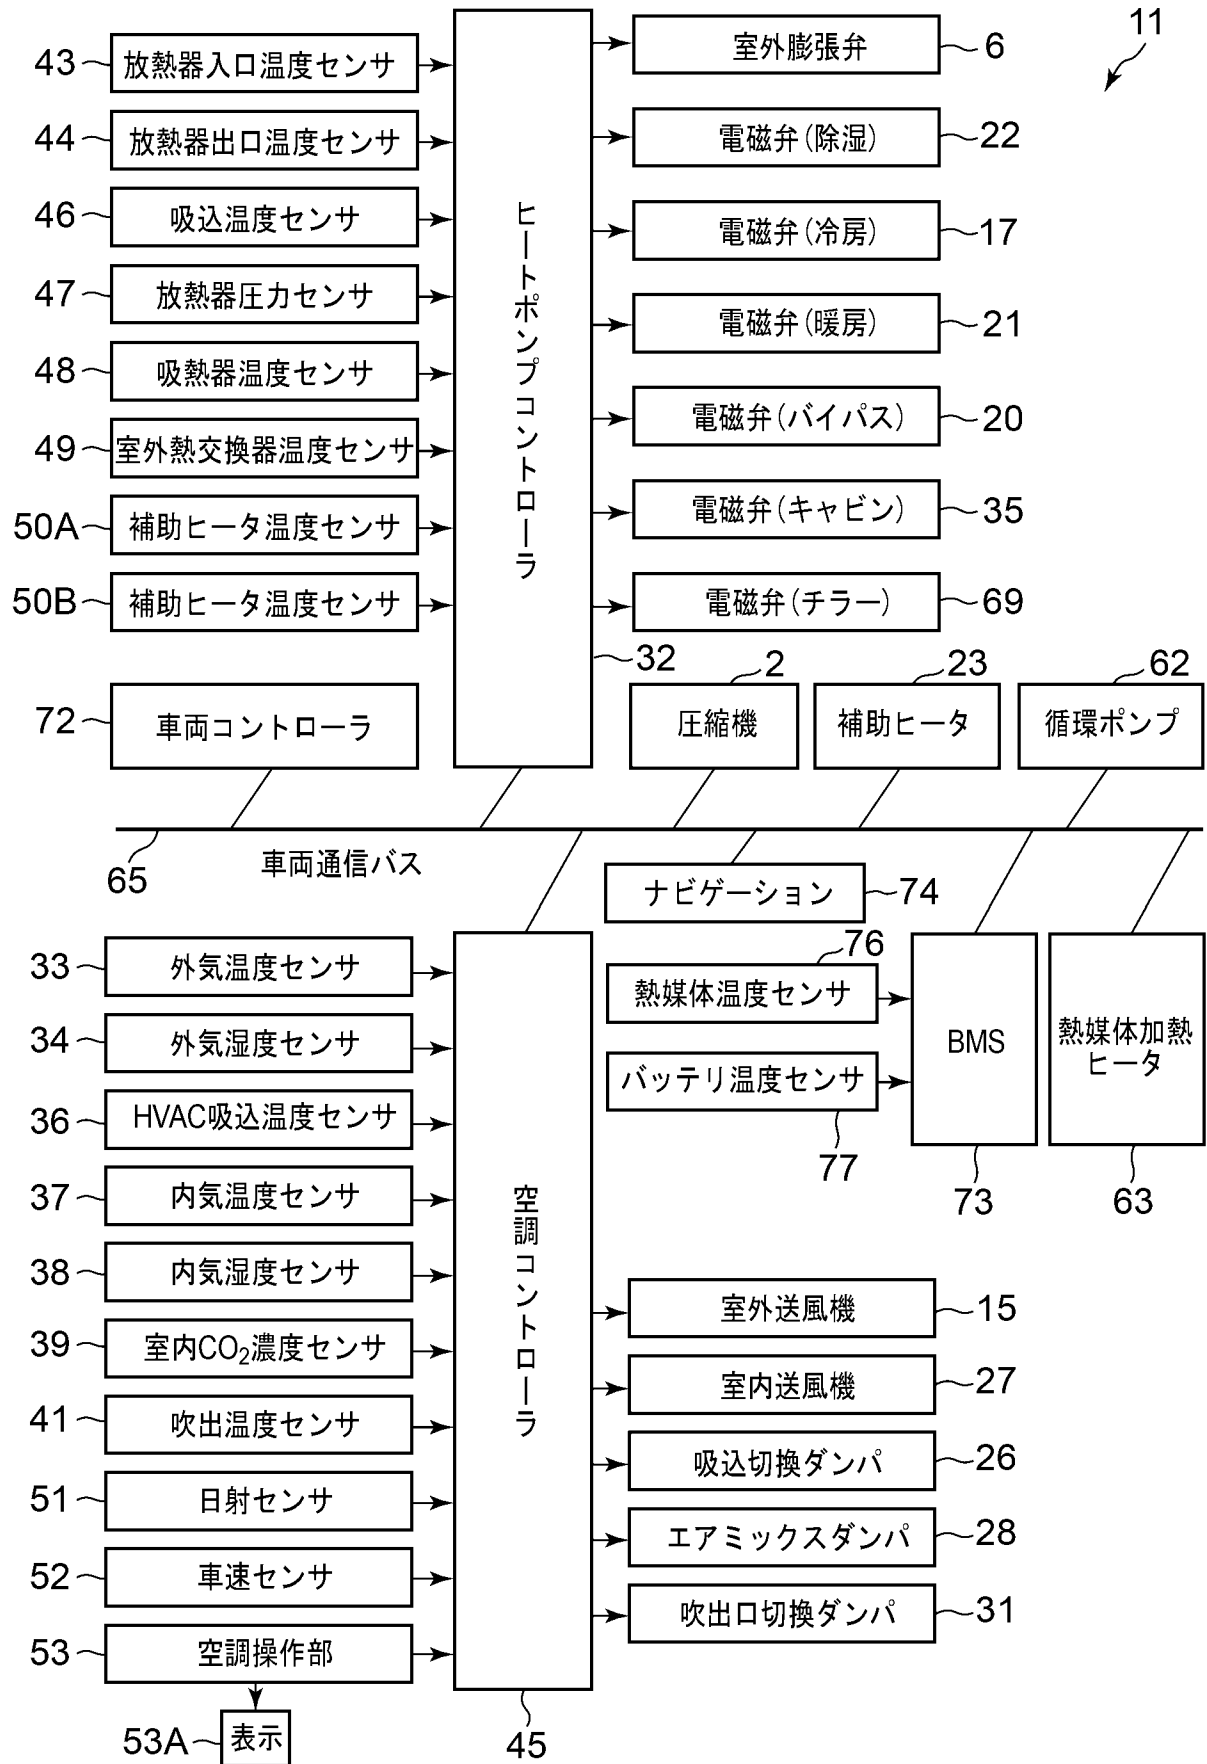 11
43 放熱器入口温度センサ
44 放熱器出口温度センサ
46 吸込温度センサ
47 放熱器圧力センサ
48 吸熱器温度センサ
49 室外熱交換器温度センサ
50A 補助ヒータ温度センサ
50B 補助ヒータ温度センサ
ヒートポンプコントローラ
32
室外膨張弁 6
電磁弁(除湿) 22
電磁弁(冷房) 17
電磁弁(暖房) 21
電磁弁(バイパス) 20
電磁弁(キャビン) 35
電磁弁(チラー) 69
72 車両コントローラ
2
圧縮機
23
補助ヒータ
62
循環ポンプ
65
車両通信バス
ナビゲーション 74
33 外気温度センサ
34 外気湿度センサ
36 HVAC吸込温度センサ
37 内気温度センサ
38 内気湿度センサ
39 室内CO₂濃度センサ
41 吹出温度センサ
51 日射センサ
52 車速センサ
53 空調操作部
53A 表示
空調コントローラ
45
76
熱媒体温度センサ
バッテリ温度センサ
77
BMS
73
熱媒体加熱
ヒータ
63
室外送風機 15
室内送風機 27
吸込切換ダンパ 26
エアミックスダンパ 28
吹出口切換ダンパ 31